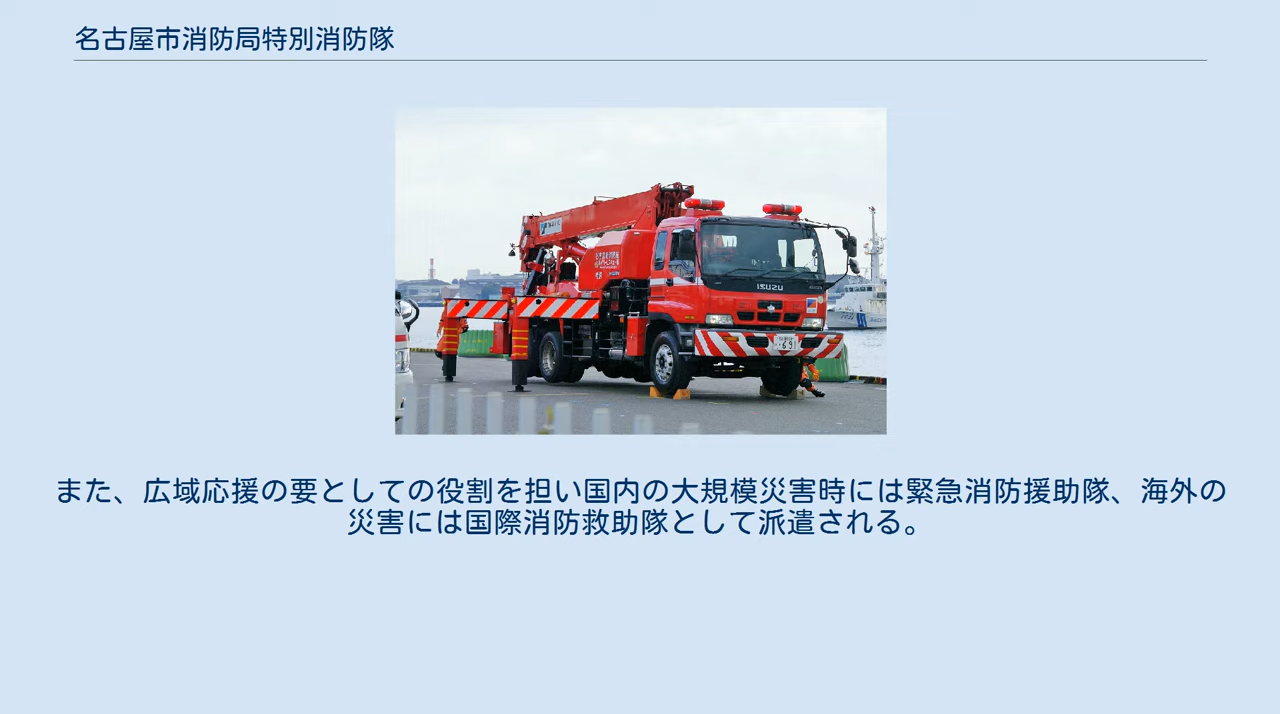 名古屋市消防局特別消防隊
ISUZU
・6 91
また、広域応援の要としての役割を担い国内の大規模災害時には緊急消防援助隊、海外の
災害には国際消防救助隊として派遣される。